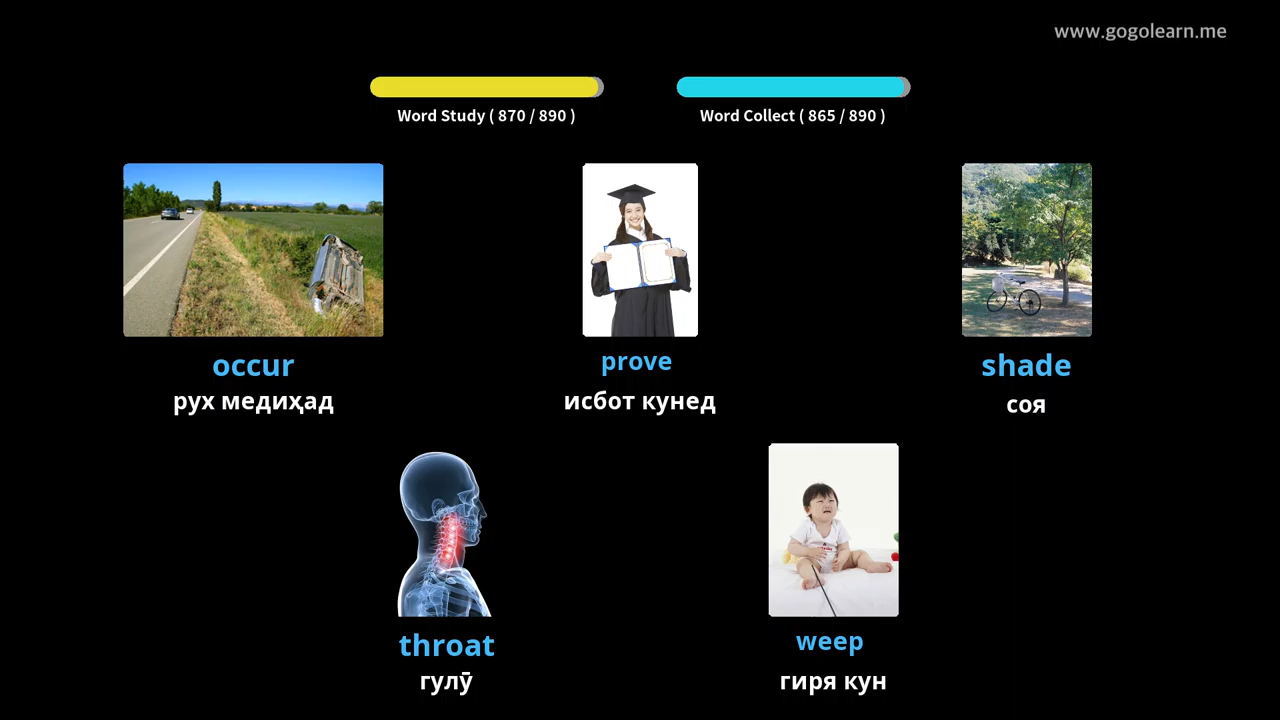 www.gogolearn.me
Word Study ( 870 / 890 )
Word Collect ( 865 / 890 )
occur
рух медиҳад
prove
исбот кунед
shade
соя
throat
гулӯ
weep
гиря кун